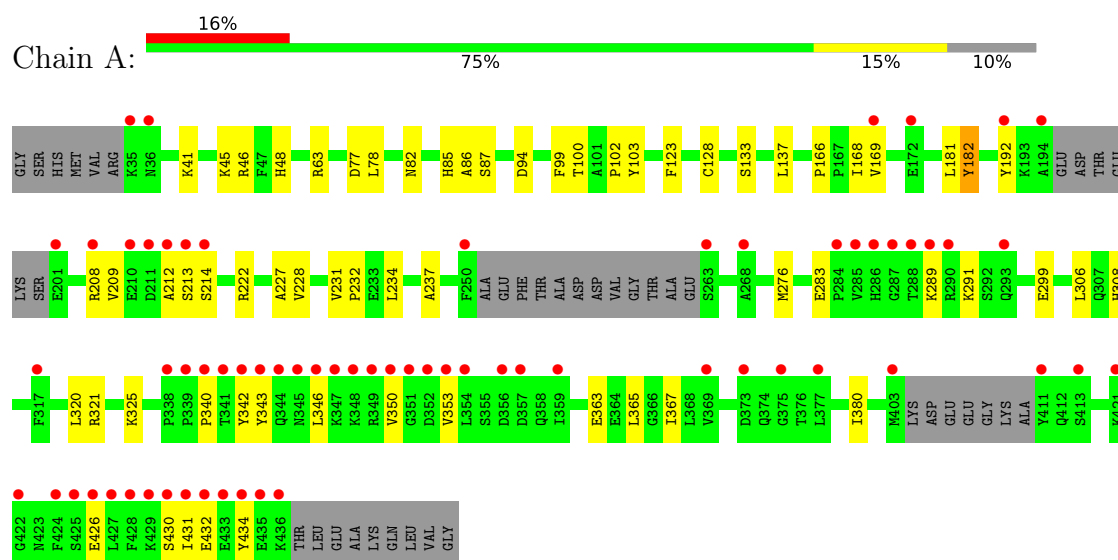 16%
Chain A:
75% 15% 10%
GLY SER HIS MET VAL ARG K35 N36 K41 K45 R46 F47 H48 R63 D77 L78 N82 H85 A86 S87 D94 F99 T100 A101 P102 Y103 F123 C128 S133 L137 P166 P167 I168 V169 E172 L181 Y182 Y192 K193 A194 GLU ASP THR GLU
LYS SER E201 R208 V209 E210 D211 A212 S213 S214 R222 A227 V228 V231 P232 E233 L234 A237 F250 ALA GLU PHE THR ALA ASP ASP VAL GLY THR ALA GLU S263 A268 M276 E283 P284 V285 H286 G287 T288 K289 R290 K291 S292 Q293 E299 L306 Q307 H308
F317 L320 R321 K325 P338 P339 P340 T341 Y342 Y343 Q344 N345 L346 K347 K348 R349 V350 G351 D352 V353 L354 S355 D356 D357 Q358 I359 E363 E364 L365 G366 I367 L368 V369 D373 Q374 G375 T376 L377 I380 M403 LYS ASP GLU GLU GLY LYS ALA Y411 Q412 S413 K421
G422 N423 F424 S425 E426 L427 F428 K429 S430 I431 E432 E433 Y434 E435 K436 THR LEU GLU ALA LYS GLN LEU VAL GLY